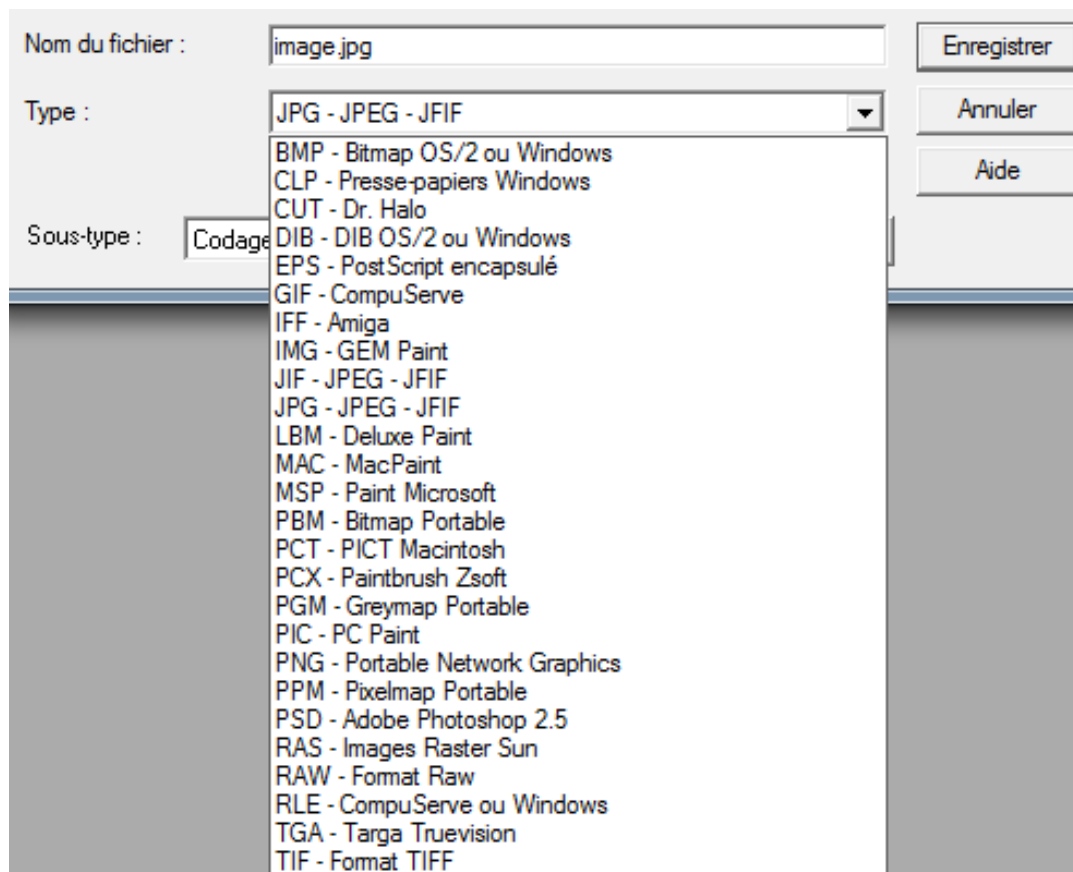 Nom du fichier :
image.jpg
Enregistrer
Type :
JPG - JPEG - JFIF
Annuler
BMP - Bitmap OS/2 ou Windows
CLP - Presse-papiers Windows
Aide
CUT - Dr. Halo
Sous-type :
Codage
DIB - DIB OS/2 ou Windows
EPS - PostScript encapsulé
GIF - CompuServe
IFF - Amiga
IMG - GEM Paint
JIF - JPEG - JFIF
JPG - JPEG - JFIF
LBM - Deluxe Paint
MAC - MacPaint
MSP - Paint Microsoft
PBM - Bitmap Portable
PCT - PICT Macintosh
PCX - Paintbrush Zsoft
PGM - Greymap Portable
PIC - PC Paint
PNG - Portable Network Graphics
PPM - Pixelmap Portable
PSD - Adobe Photoshop 2.5
RAS - Images Raster Sun
RAW - Format Raw
RLE - CompuServe ou Windows
TGA - Targa Truevision
TIF - Format TIFF